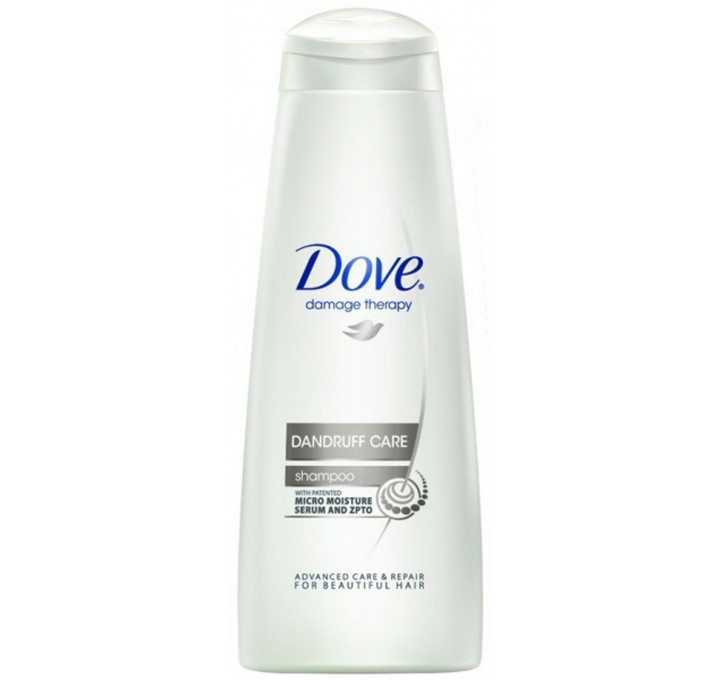 Dove®
damage therapy
DANDRUFF CARE
shampoo
WITH PATENTED
MICRO MOISTURE
SERUM AND ZPTO
ADVANCED CARE & REPAIR
FOR BEAUTIFUL HAIR